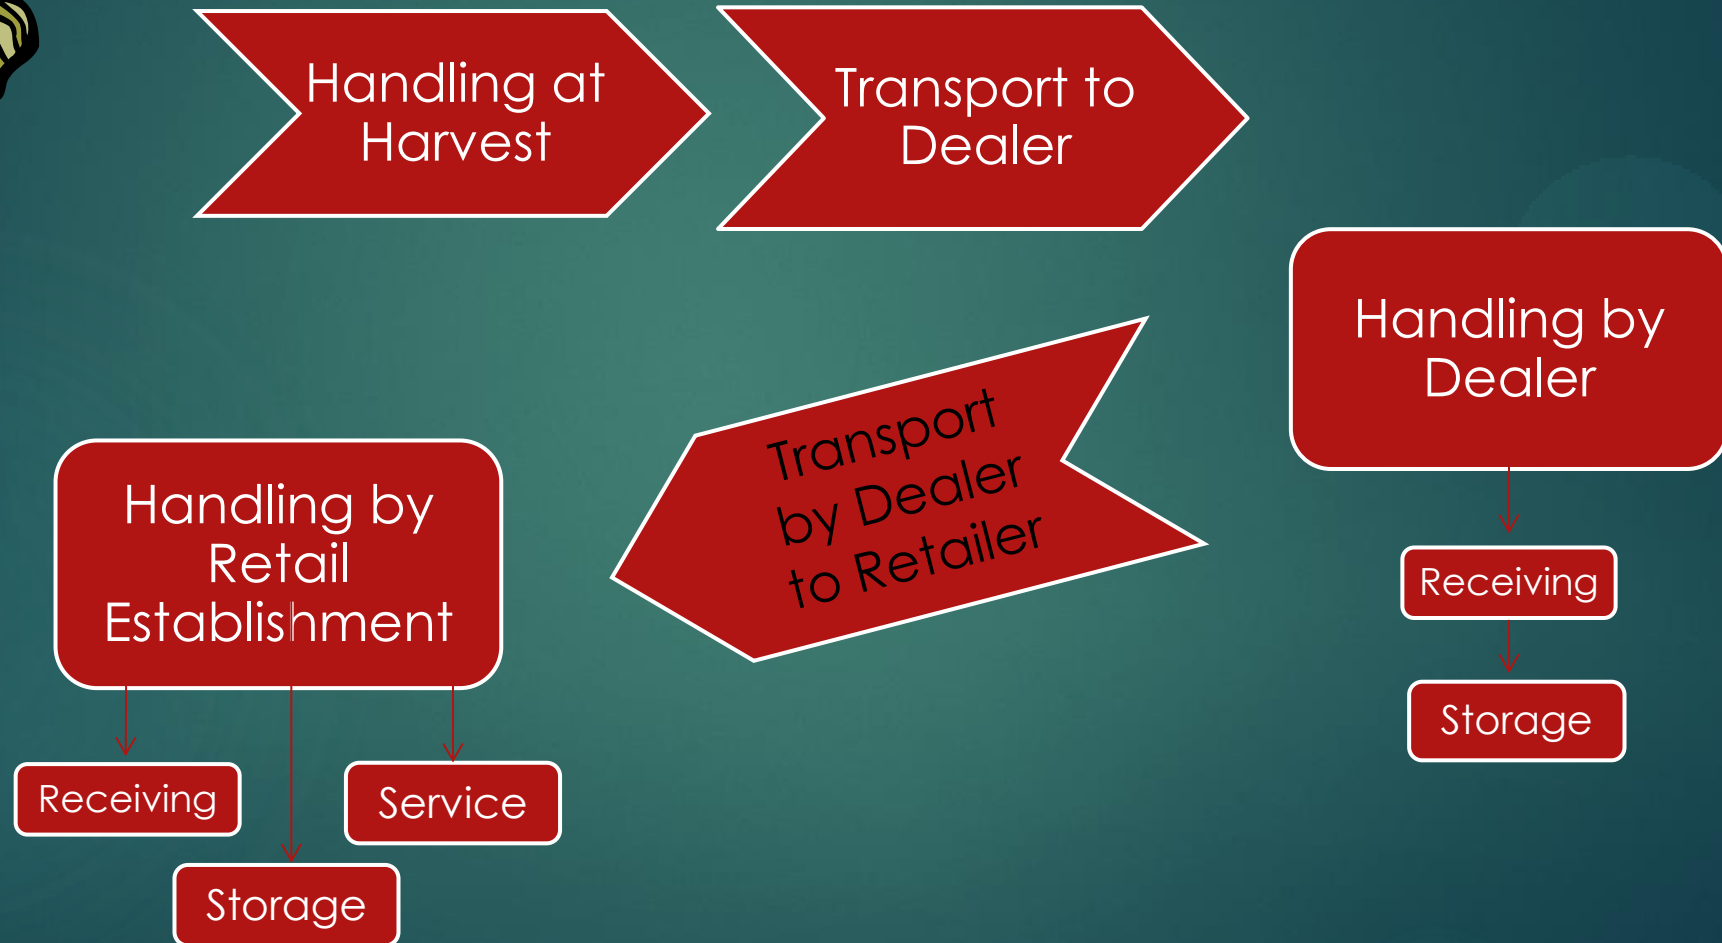 Handling at
Harvest
Transport to
Dealer
Handling by
Dealer
Receiving
Storage
Transport
by Dealer
to Retailer
Handling by
Retail
Establishment
Receiving
Service
Storage